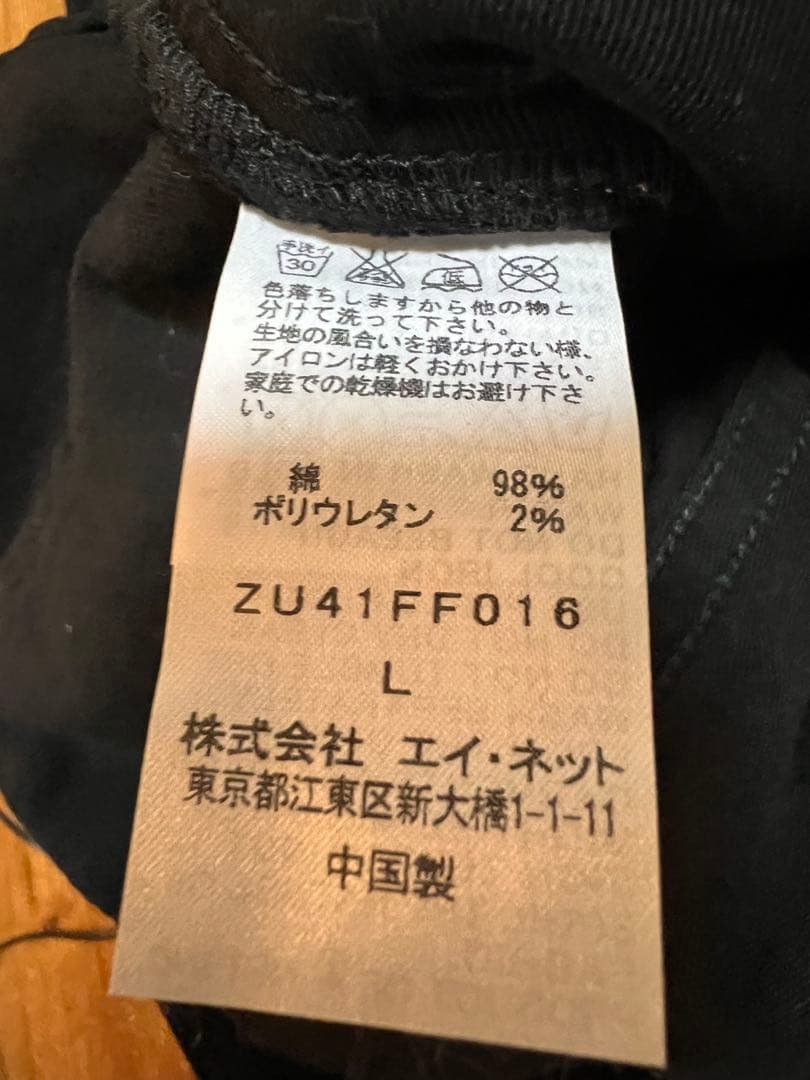 手洗イ
30
低
色落ちしますから他の物と
分けて洗って下さい。
生地の風合いを損なわない様、
アイロンは軽くおかけ下さい。
家庭での乾燥機はお避け下さ
い。
綿 98%
ポリウレタン 2%
ZU41FF016
L
株式会社 エイ・ネット
東京都江東区新大橋1-1-11
中国製